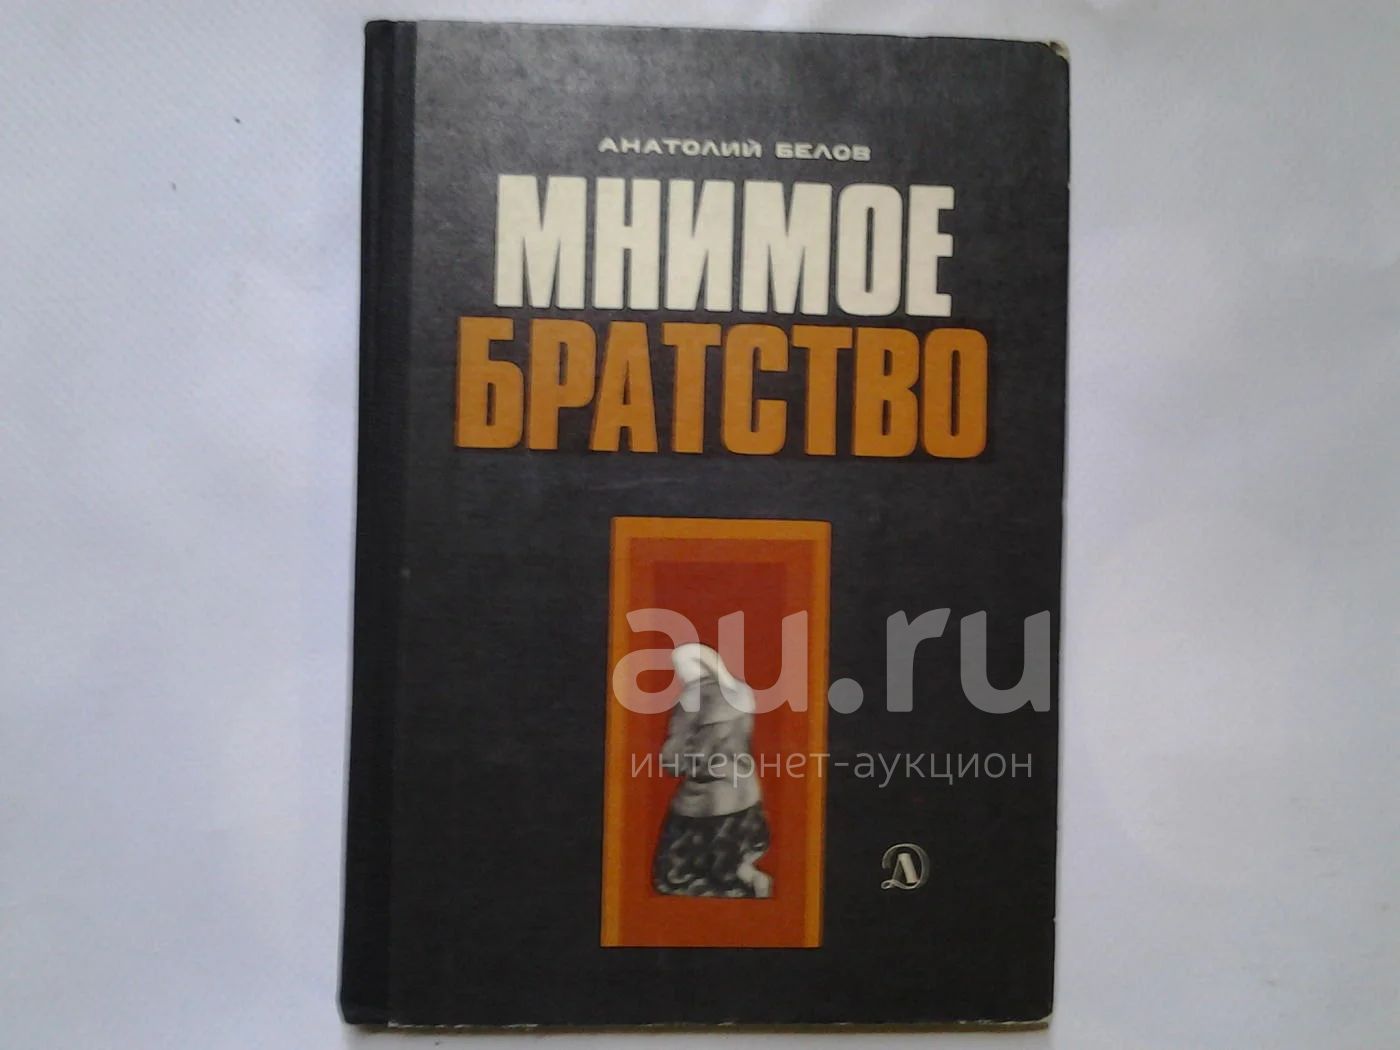 АНАТОЛИЙ БЕЛОВ
МНИМОЕ
БРАТСТВО
au.ru
интернет-аукцион